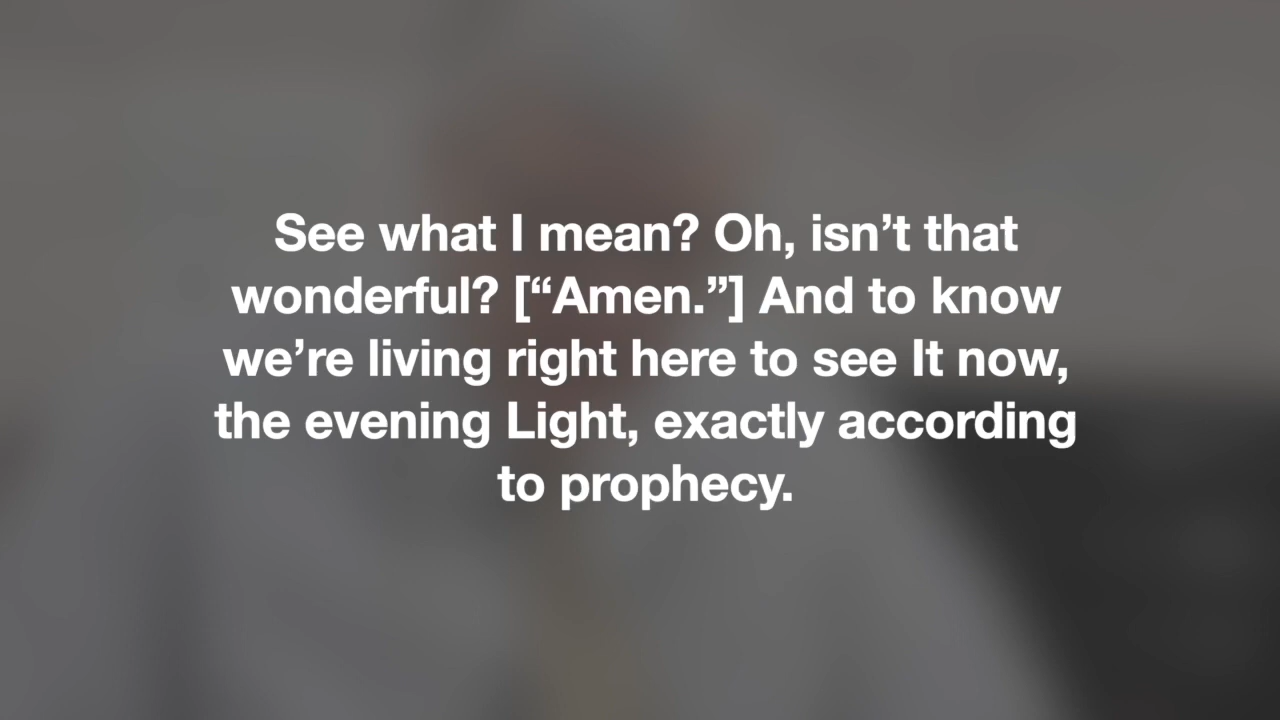 See what I mean? Oh, isn’t that
wonderful? [“Amen.”] And to know
we’re living right here to see It now,
the evening Light, exactly according
to prophecy.